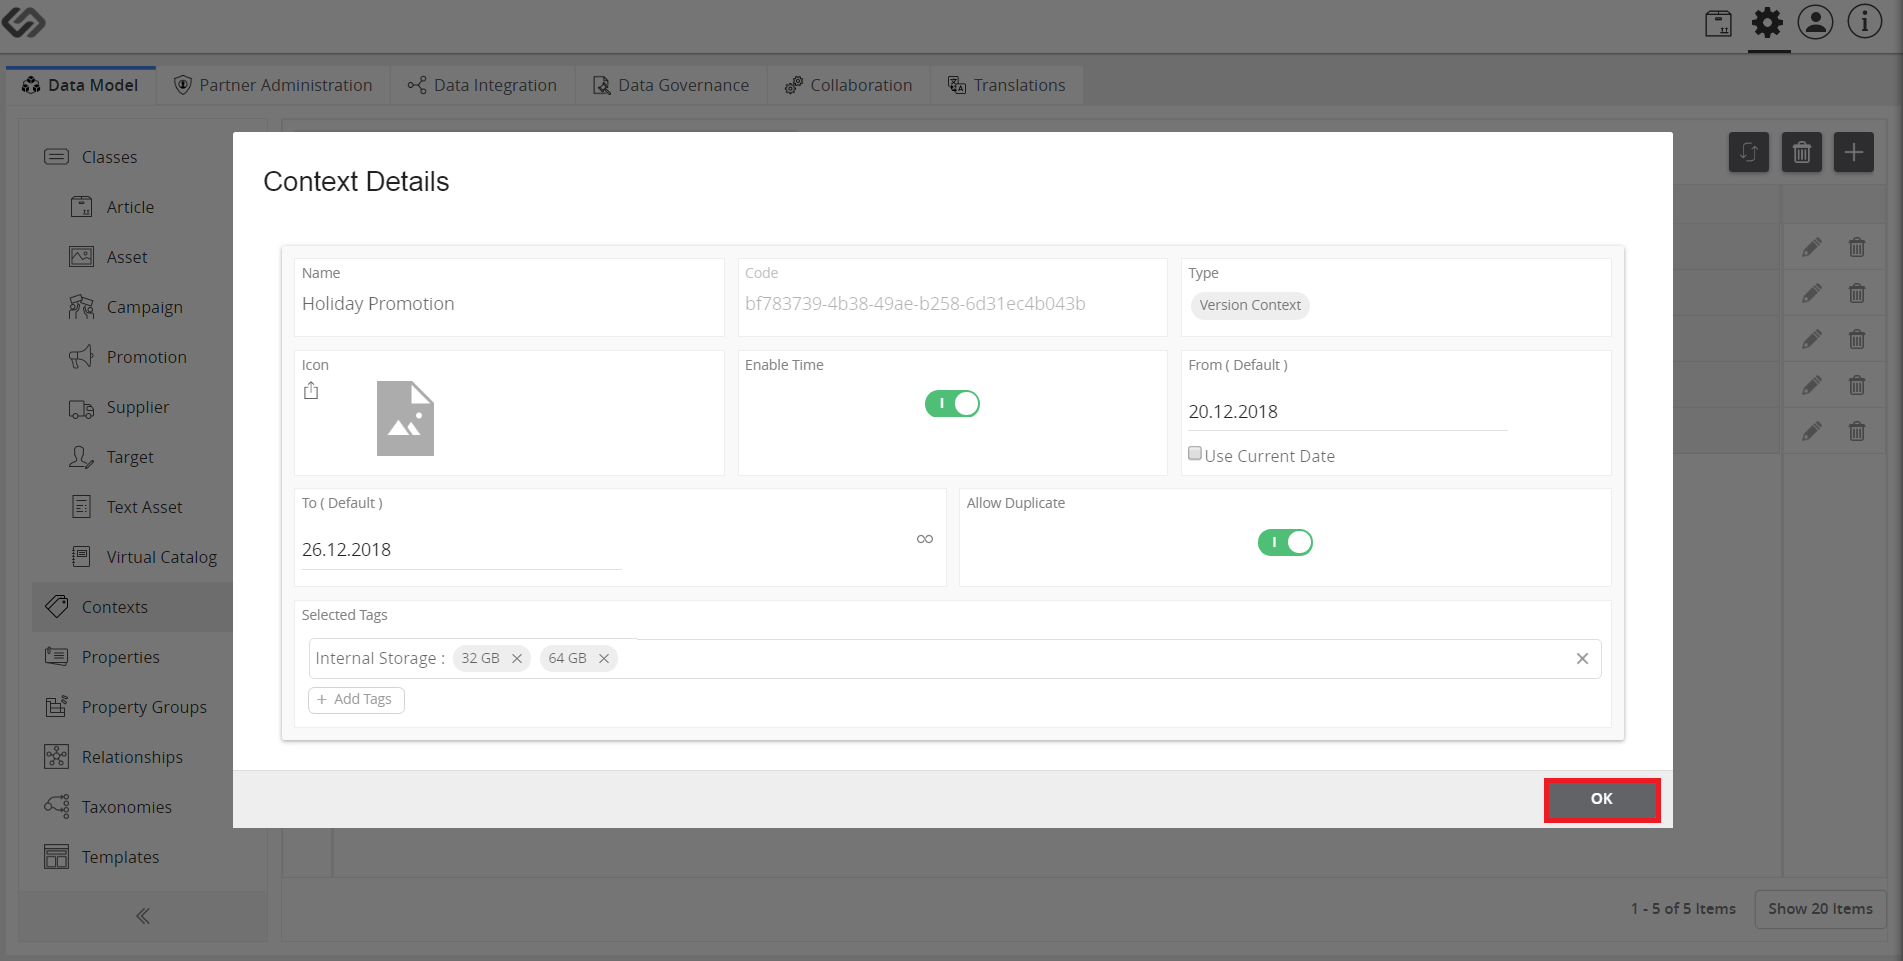 Data Model
Partner Administration
Data Integration
Data Governance
Collaboration
Translations
Classes
Article
Asset
Campaign
Promotion
Supplier
Target
Text Asset
Virtual Catalog
Contexts
Properties
Property Groups
Relationships
Taxonomies
Templates
Context Details
Name
Holiday Promotion
Code
bf783739-4b38-49ae-b258-6d31ec4b043b
Type
Version Context
Icon
Enable Time
From ( Default )
20.12.2018
Use Current Date
To ( Default )
26.12.2018
Allow Duplicate
Selected Tags
Internal Storage : 32 GB 64 GB
+ Add Tags
OK
1 - 5 of 5 Items
Show 20 Items